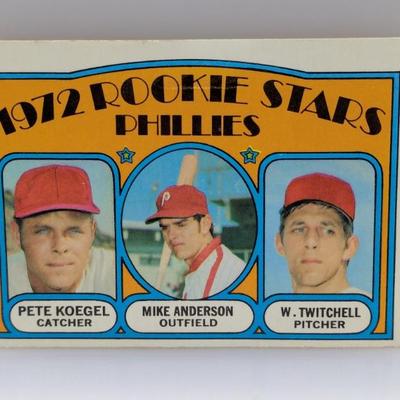 1972 ROOKIE STARS
PHILLIES
P
PETE KOEGEL
CATCHER
MIKE ANDERSON
OUTFIELD
W. TWITCHELL
PITCHER